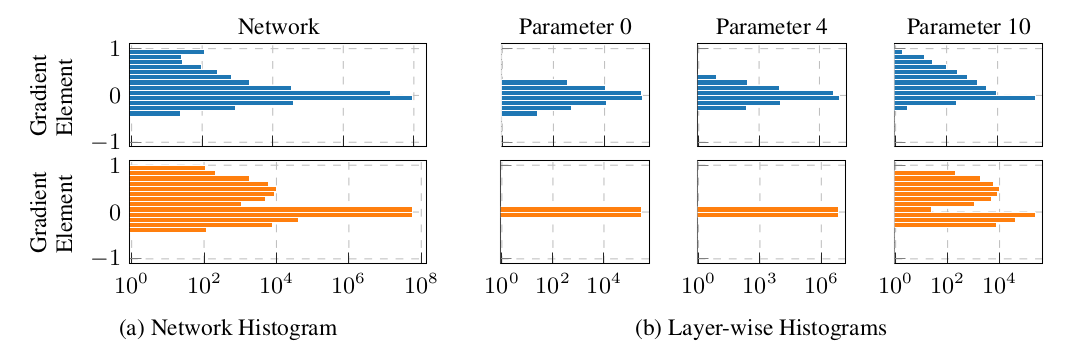 Network
Parameter 0
Parameter 4
Parameter 10
Gradient
Element
1
0
−1
Gradient
Element
1
0
−1
10^0 10^2 10^4 10^6 10^8
10^0 10^2 10^4
10^0 10^3 10^6
10^0 10^2 10^4
(a) Network Histogram
(b) Layer-wise Histograms